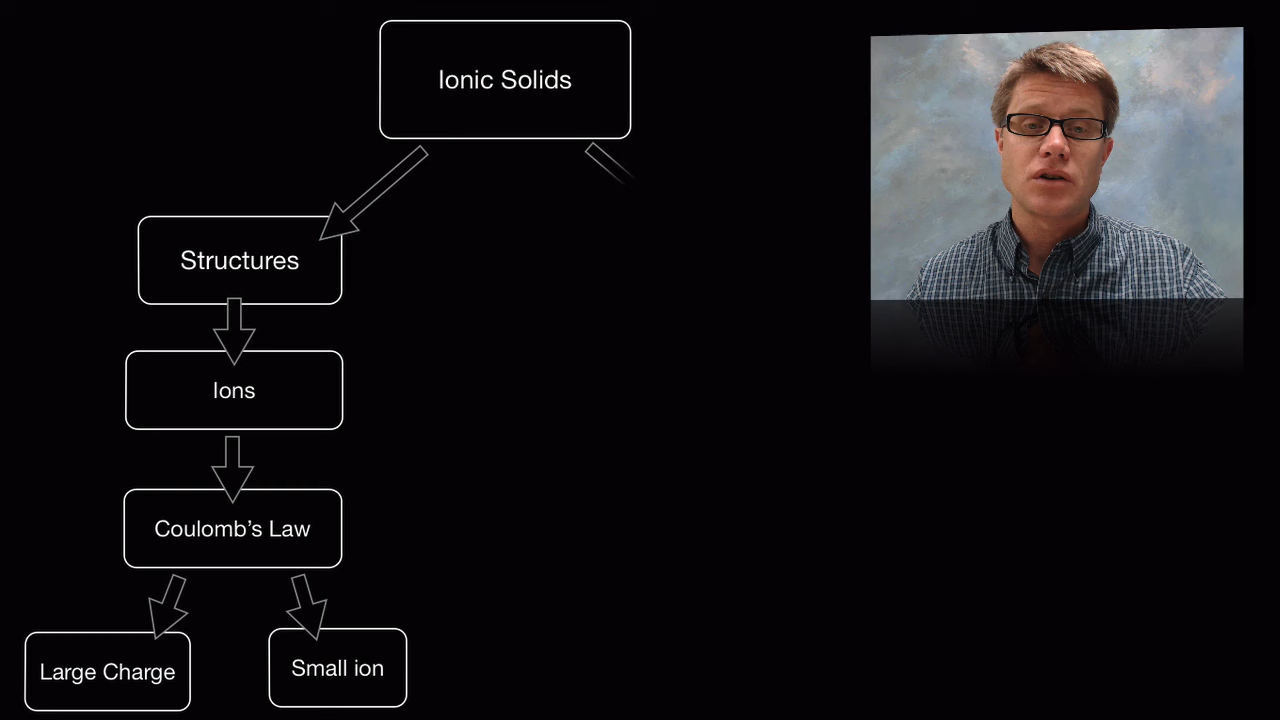 Ionic Solids
Structures
Ions
Coulomb’s Law
Large Charge
Small ion